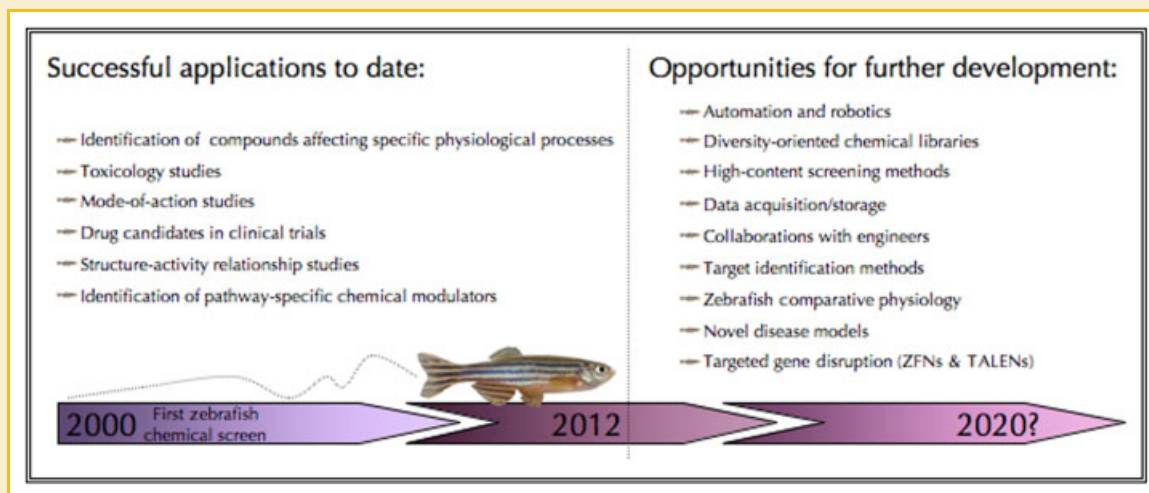 Successful applications to date:
Identification of compounds affecting specific physiological processes
Toxicology studies
Mode-of-action studies
Drug candidates in clinical trials
Structure-activity relationship studies
Identification of pathway-specific chemical modulators
Opportunities for further development:
Automation and robotics
Diversity-oriented chemical libraries
High-content screening methods
Data acquisition/storage
Collaborations with engineers
Target identification methods
Zebrafish comparative physiology
Novel disease models
Targeted gene disruption (ZFNs & TALENs)
2000
First zebrafish
chemical screen
2012
2020?